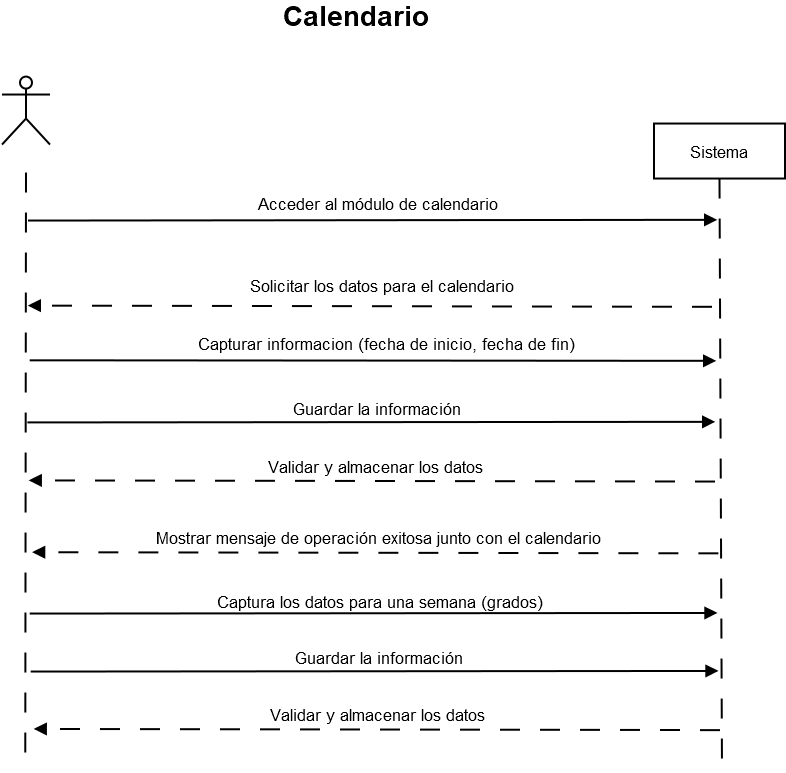 Calendario
Sistema
Acceder al módulo de calendario
Solicitar los datos para el calendario
Capturar informacion (fecha de inicio, fecha de fin)
Guardar la información
Validar y almacenar los datos
Mostrar mensaje de operación exitosa junto con el calendario
Captura los datos para una semana (grados)
Guardar la información
Validar y almacenar los datos